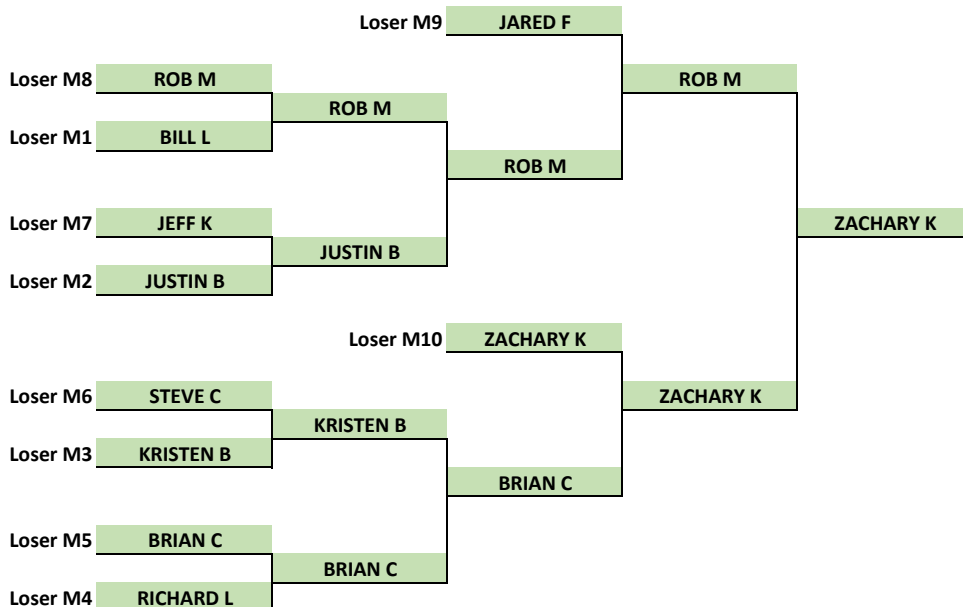 Loser M9 JARED F
Loser M8 ROB M ROB M
ROB M
Loser M1 BILL L
ROB M
Loser M7 JEFF K ZACHARY K
JUSTIN B
Loser M2 JUSTIN B
Loser M10 ZACHARY K
Loser M6 STEVE C ZACHARY K
KRISTEN B
Loser M3 KRISTEN B
BRIAN C
Loser M5 BRIAN C
BRIAN C
Loser M4 RICHARD L